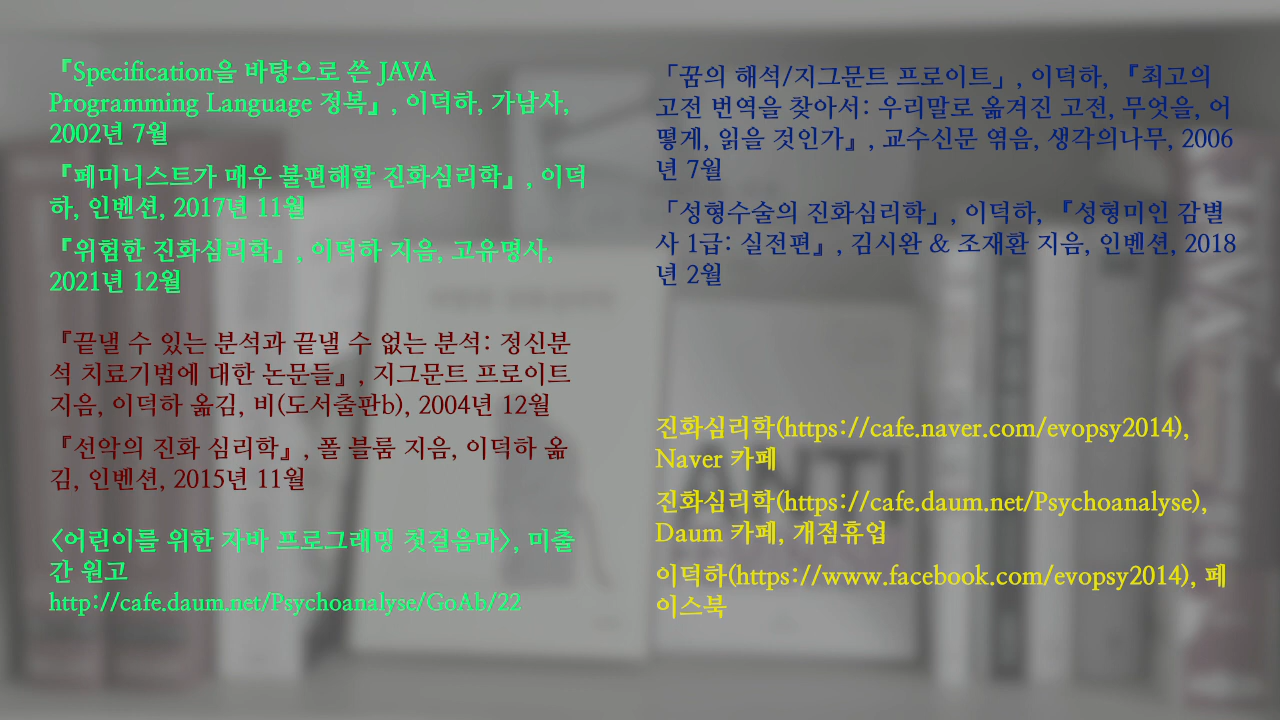 『Specification을 바탕으로 쓴 JAVA
Programming Language 정복』, 이덕하, 가남사,
2002년 7월
『페미니스트가 매우 불편해할 진화심리학』, 이덕
하, 인벤션, 2017년 11월
『위험한 진화심리학』, 이덕하 지음, 고유명사,
2021년 12월
『끝낼 수 있는 분석과 끝낼 수 없는 분석: 정신분
석 치료기법에 대한 논문들』, 지그문트 프로이트
지음, 이덕하 옮김, 비(도서출판b), 2004년 12월
『선악의 진화 심리학』, 폴 블룸 지음, 이덕하 옮
김, 인벤션, 2015년 11월
<어린이를 위한 자바 프로그래밍 첫걸음마>, 미출
간 원고
http://cafe.daum.net/Psychoanalyse/GoAb/22
「꿈의 해석/지그문트 프로이트」, 이덕하, 『최고의
고전 번역을 찾아서: 우리말로 옮겨진 고전, 무엇을, 어
떻게, 읽을 것인가』, 교수신문 엮음, 생각의나무, 2006
년 7월
「성형수술의 진화심리학」, 이덕하, 『성형미인 감별
사 1급: 실전편』, 김시완 & 조재환 지음, 인벤션, 2018
년 2월
진화심리학(https://cafe.naver.com/evopsy2014),
Naver 카페
진화심리학(https://cafe.daum.net/Psychoanalyse),
Daum 카페, 개점휴업
이덕하(https://www.facebook.com/evopsy2014), 페
이스북